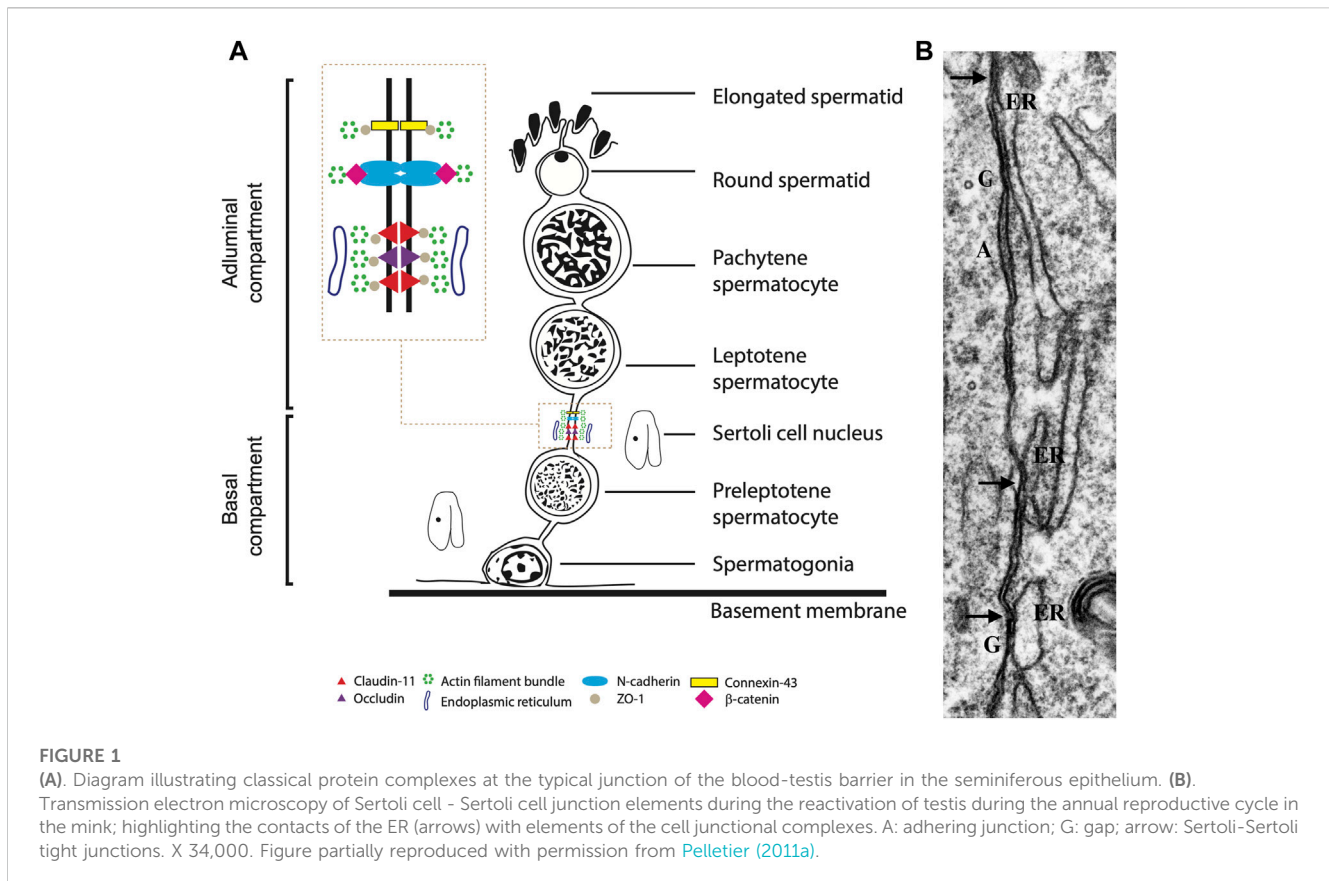 A
B
Adluminal
compartment
Basal
compartment
Elongated spermatid
Round spermatid
Pachytene
spermatocyte
Leptotene
spermatocyte
Sertoli cell nucleus
Preleptotene
spermatocyte
Spermatogonia
Basement membrane
Claudin-11
Actin filament bundle
N-cadherin
Connexin-43
Occludin
Endoplasmic reticulum
ZO-1
β-catenin
ER
G
A
ER
ER
G
FIGURE 1
(A). Diagram illustrating classical protein complexes at the typical junction of the blood-testis barrier in the seminiferous epithelium. (B).
Transmission electron microscopy of Sertoli cell - Sertoli cell junction elements during the reactivation of testis during the annual reproductive cycle in
the mink; highlighting the contacts of the ER (arrows) with elements of the cell junctional complexes. A: adhering junction; G: gap; arrow: Sertoli-Sertoli
tight junctions. X 34,000. Figure partially reproduced with permission from Pelletier (2011a).